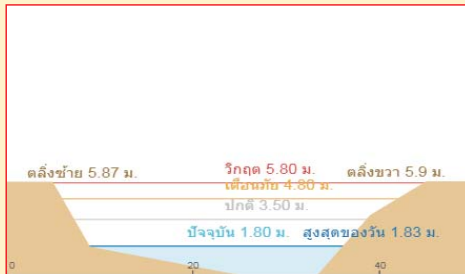 วิกฤต 5.80 ม.
ตลิ่งซ้าย 5.87 ม. ตลิ่งขวา 5.9 ม.
เตือนภัย 4.80 ม.
ปกติ 3.50 ม.
ปัจจุบัน 1.80 ม. สูงสุดของวัน 1.83 ม.
0 20 40